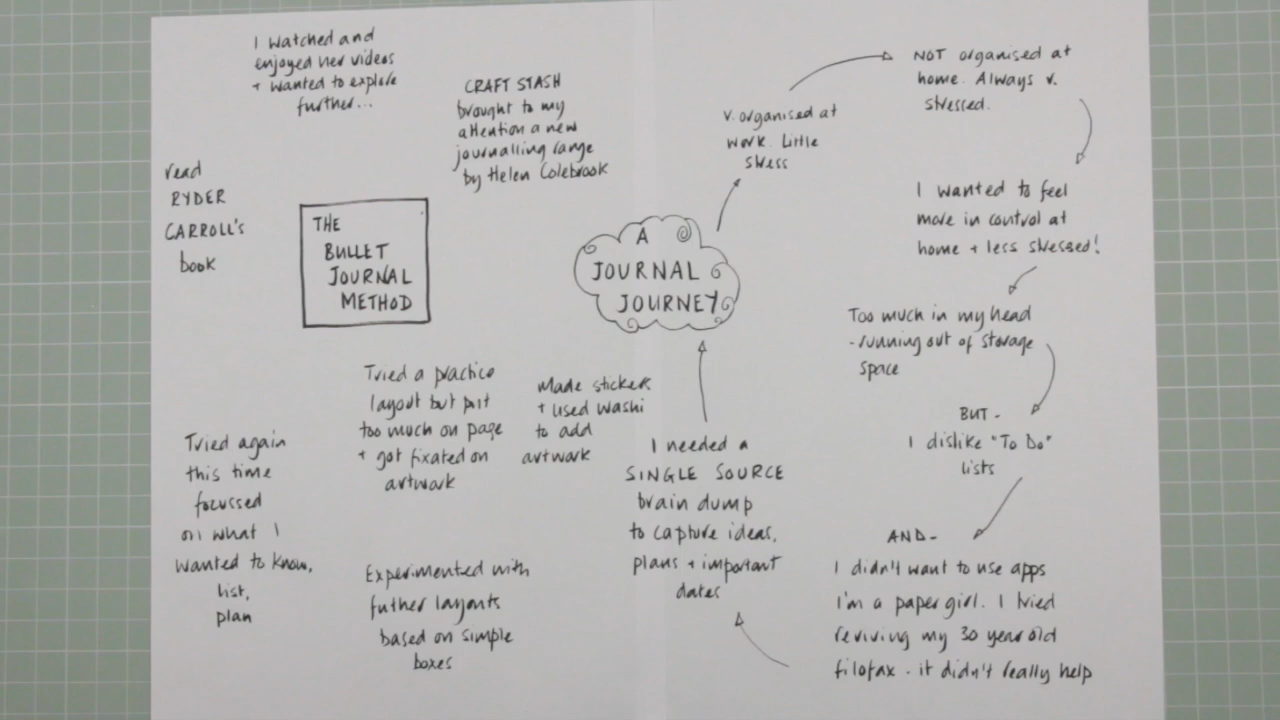 I watched and
enjoyed her videos
+ wanted to explore
further...
CRAFT STASH
brought to my
attention a new
journalling range
by Helen Colebrook
read
RYDER
CARROLL'S
book
THE
BULLET
JOURNAL
METHOD
Tried a practice
layout but put
too much on page
+ got fixated on
artwork
Made stickers
+ used washi
to add
artwork
Tried again
this time
focussed
on what I
wanted to know,
list,
plan
Experimented with
futher layouts
based on simple
boxes
A
JOURNAL
JOURNEY
V. organised at
work. Little
stress
NOT organised at
home. Always v.
stressed.
I wanted to feel
more in control at
home + less stressed!
Too much in my head
- running out of storage
space
BUT -
I dislike "To Do"
lists
AND -
I didn't want to use apps
I'm a paper girl. I tried
reviving my 30 year old
filofax - it didn't really help
I needed a
SINGLE SOURCE
brain dump
to capture ideas,
plans + important
dates